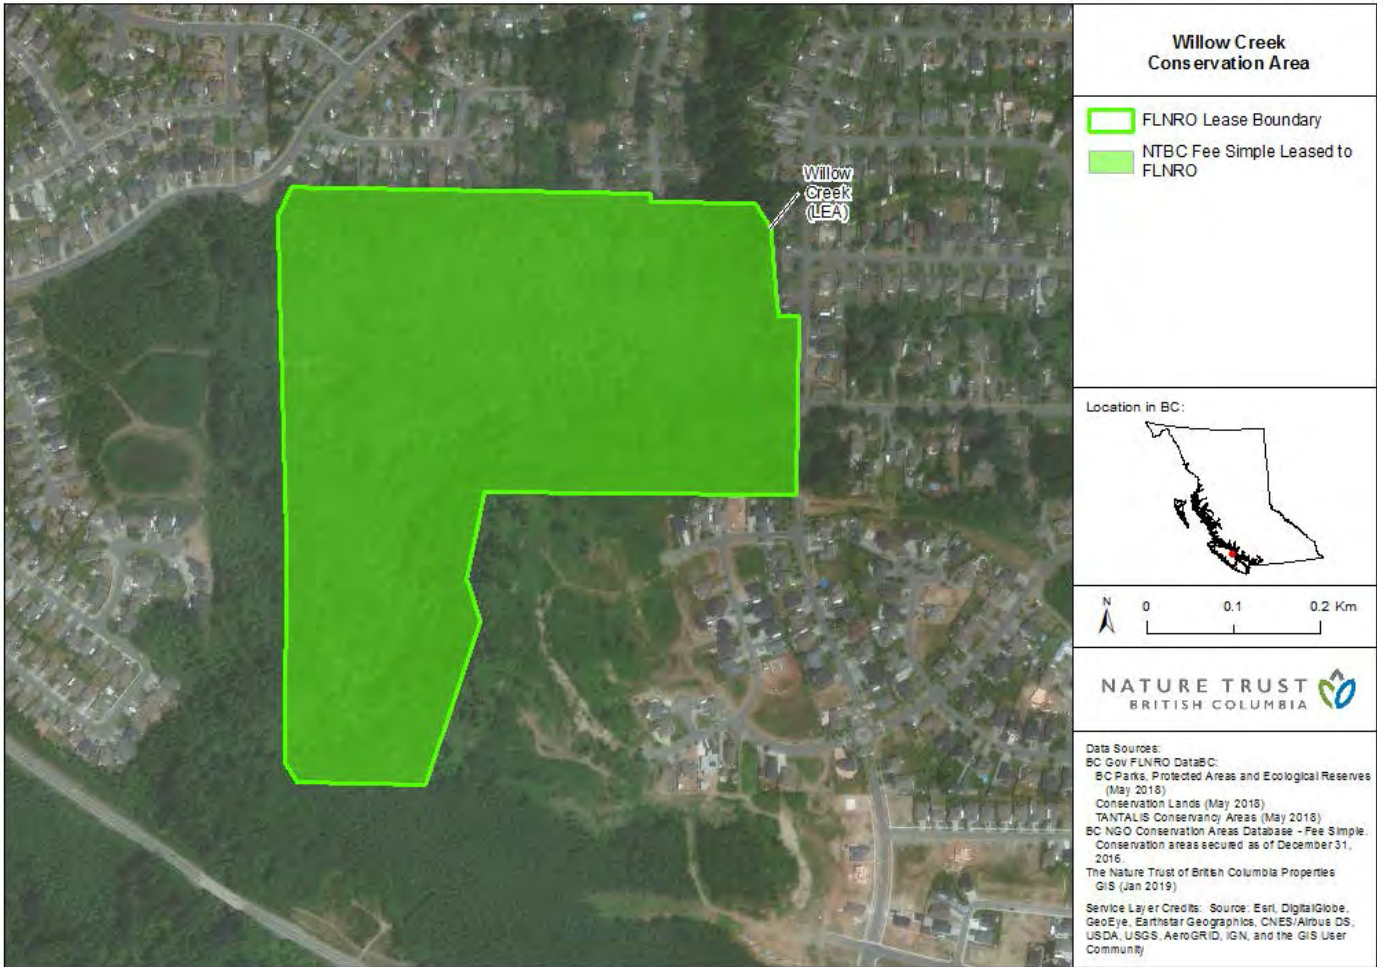 Willow Creek
Conservation Area
FLNRO Lease Boundary
NTBC Fee Simple Leased to
FLNRO
Willow
Creek
(LEA)
Location in BC:
N
0 0.1 0.2 Km
NATURE TRUST
BRITISH COLUMBIA
Data Sources:
BC Gov FLNRO DataBC:
BC Parks, Protected Areas and Ecological Reserves
(May 2018)
Conservation Lands (May 2018)
TANTALIS Conservancy Areas (May 2018)
BC NGO Conservation Areas Database - Fee Simple.
Conservation areas secured as of December 31,
2016.
The Nature Trust of British Columbia Properties
GIS (Jan 2019)
Service Layer Credits: Source: Esri, DigitalGlobe,
GeoEye, Earthstar Geographics, CNES/Airbus DS,
USDA, USGS, AeroGRID, IGN, and the GIS User
Community